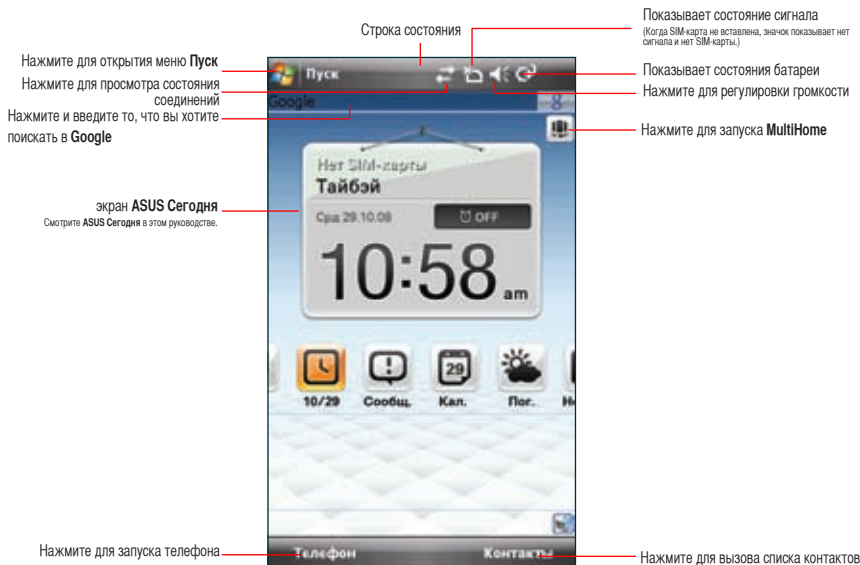 Строка состояния
Показывает состояние сигнала
(Когда SIM-карта не вставлена, значок показывает нет
сигнала и нет SIM-карты.)
Нажмите для открытия меню Пуск
Показывает состояния батареи
Нажмите для просмотра состояния
соединений
Нажмите для регулировки громкости
Нажмите и введите то, что вы хотите
поискать в Google
Нажмите для запуска MultiHome
экран ASUS Сегодня
Смотрите ASUS Сегодня в этом руководстве.
Пуск
Google
Нет SIM-карты
Тайбэй
Срд 29.10.08
OFF
10:58 am
29
10/29 Сообщ. Кал. Пог. Не
Телефон Контакты
Нажмите для запуска телефона
Нажмите для вызова списка контактов